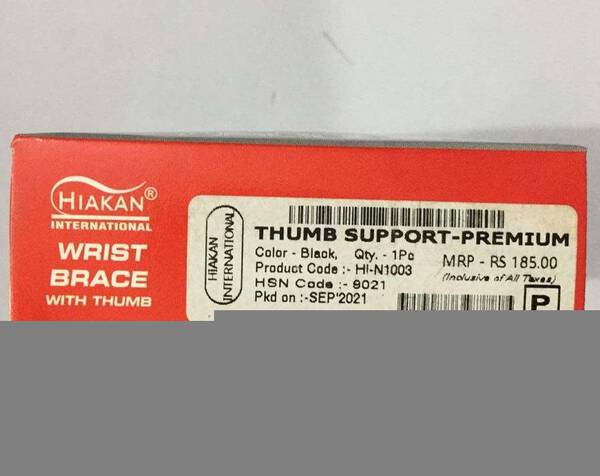 HIAKAN®
INTERNATIONAL
WRIST
BRACE
WITH THUMB
HIAKAN
INTERNATIONAL
THUMB SUPPORT-PREMIUM
Color - Black, Qty. - 1Pc
MRP - RS 185.00
Product Code :- HI-N1003
(Inclusive of All Taxes)
HSN Code :- 9021
Pkd on :-SEP'2021
P